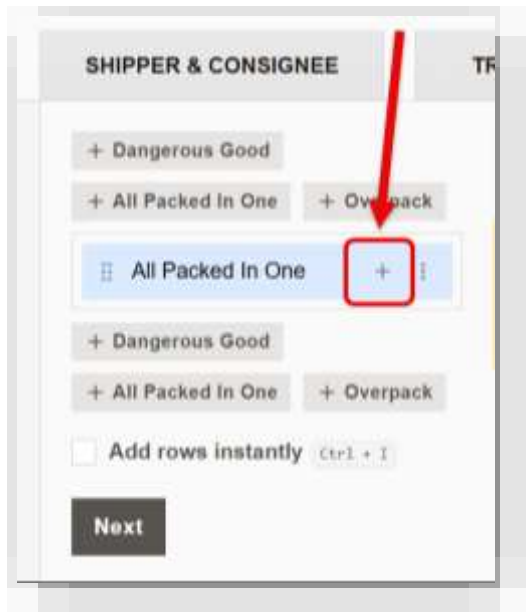 SHIPPER & CONSIGNEE TR
+ Dangerous Good
+ All Packed In One + Overpack
All Packed In One +
+ Dangerous Good
+ All Packed In One + Overpack
Add rows instantly Ctrl + I
Next